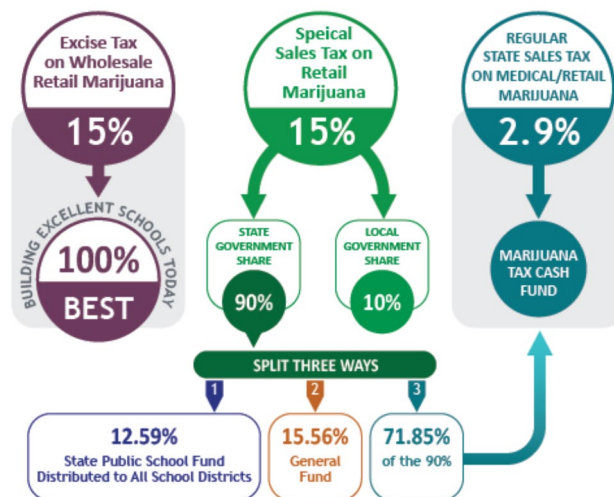 Excise Tax
on Wholesale
Retail Marijuana
15%
BUILDING EXCELLENT SCHOOLS TODAY
100%
BEST
Speical
Sales Tax on
Retail
Marijuana
15%
STATE
GOVERNMENT
SHARE
90%
LOCAL
GOVERNMENT
SHARE
10%
REGULAR
STATE SALES TAX
ON MEDICAL/RETAIL
MARIJUANA
2.9%
MARIJUANA
TAX CASH
FUND
SPLIT THREE WAYS
1
12.59%
State Public School Fund
Distributed to All School Districts
2
15.56%
General
Fund
3
71.85%
of the 90%